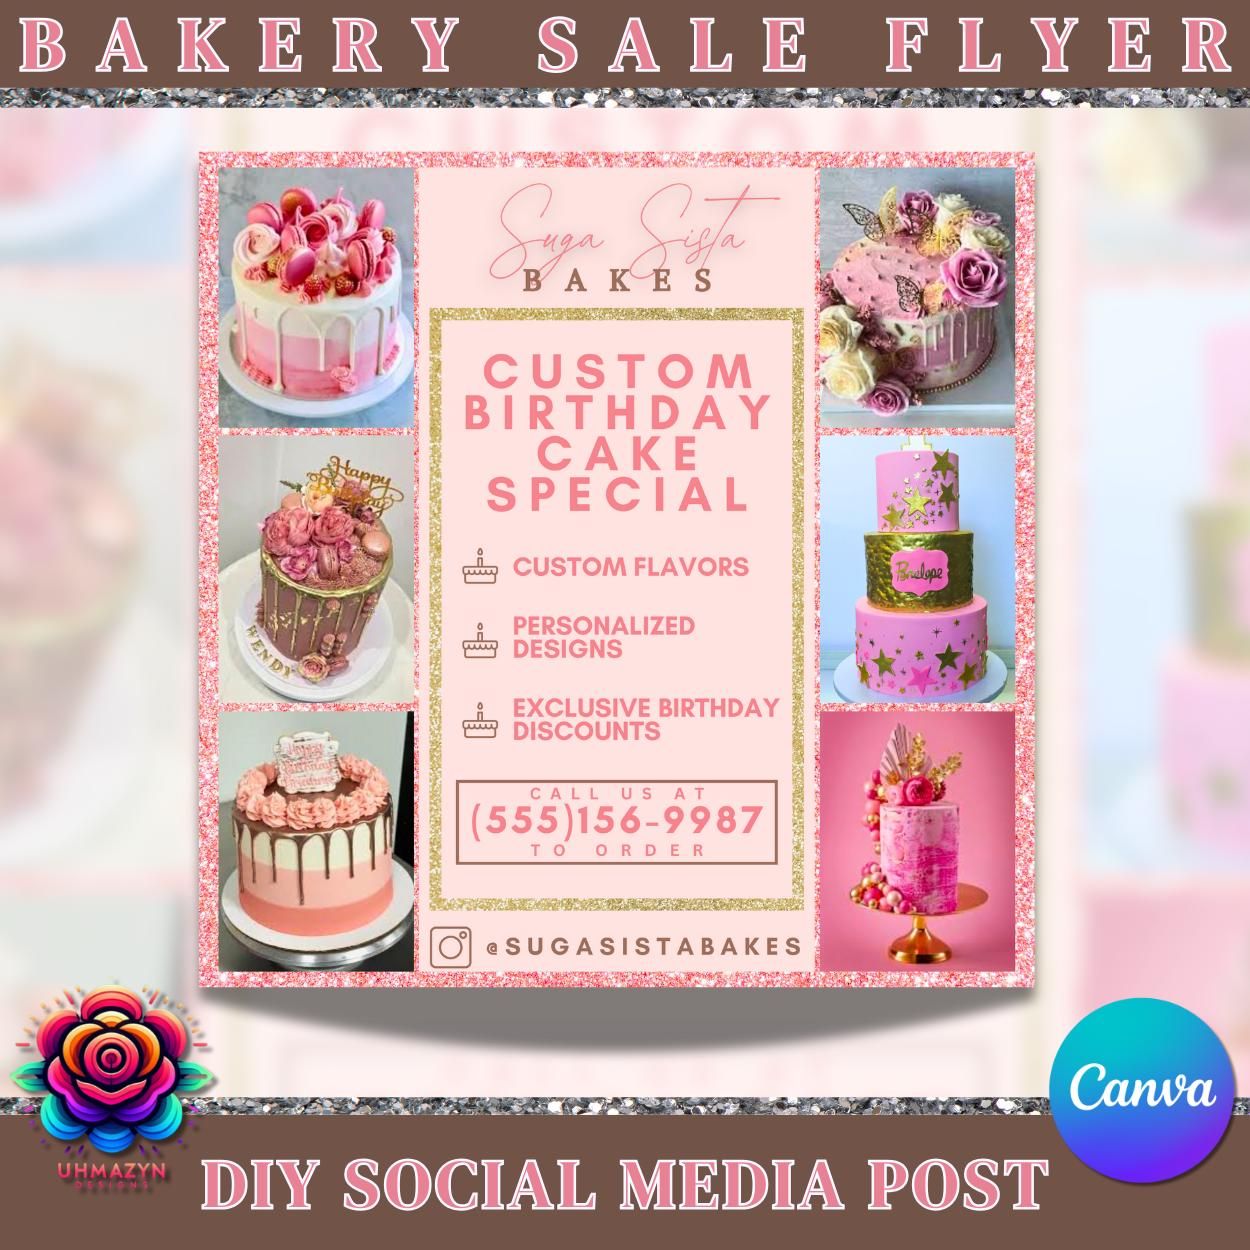 BAKERY SALE FLYER
Suga Sista
BAKES
CUSTOM
BIRTHDAY
CAKE
SPECIAL
CUSTOM FLAVORS
PERSONALIZED
DESIGNS
EXCLUSIVE BIRTHDAY
DISCOUNTS
CALL US AT
(555)156-9987
TO ORDER
@SUGASISTABAKES
Happy
Birthday
WENDY
Penelope
UHMAZYN
DESIGNS
Canva
DIY SOCIAL MEDIA POST